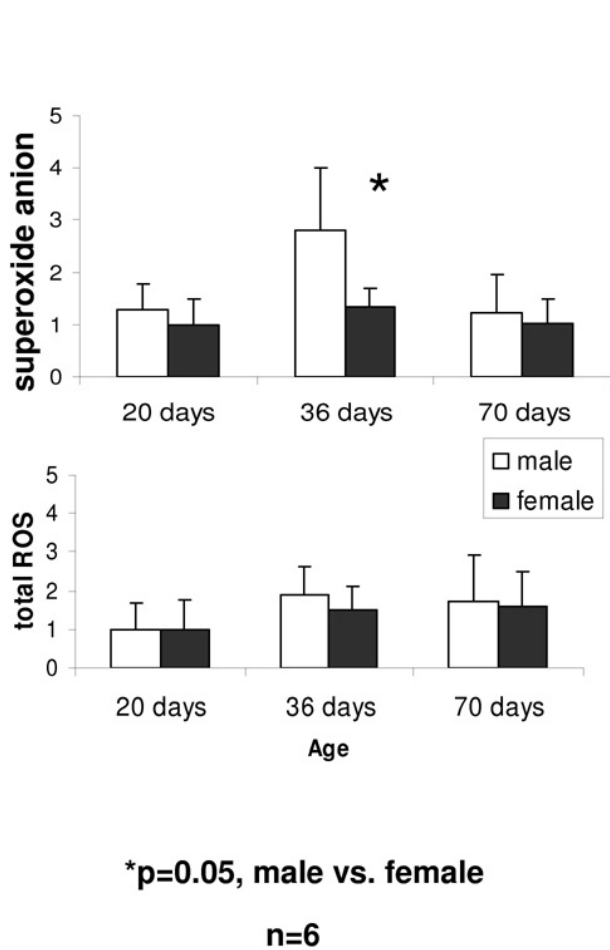 superoxide anion
5
4
3
2
1
0
*
20 days 36 days 70 days
male
female
total ROS
5
4
3
2
1
0
20 days 36 days 70 days
Age
*p=0.05, male vs. female
n=6